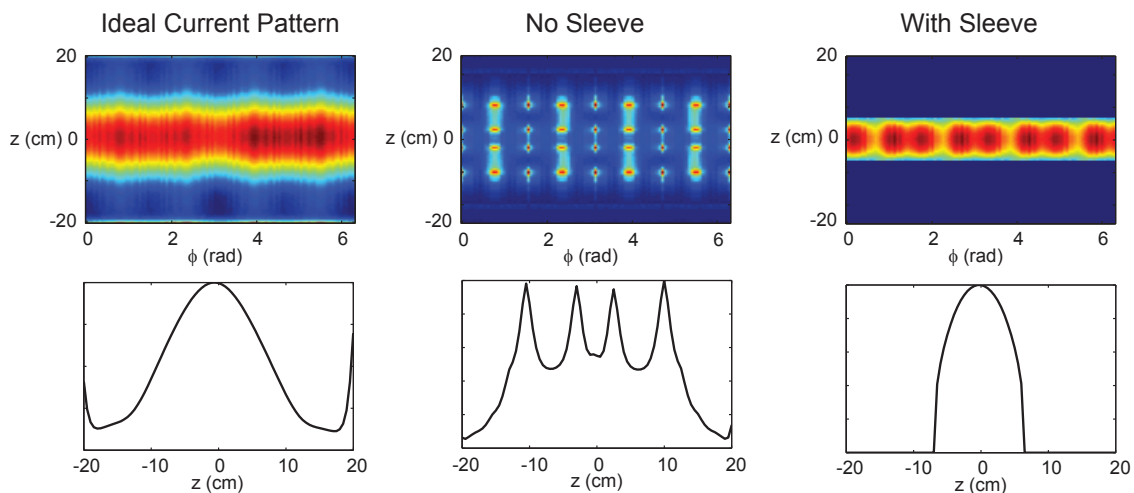 Ideal Current Pattern
No Sleeve
With Sleeve
20
z (cm) 0
-20
0 2 4 6
ϕ (rad)
20
z (cm) 0
-20
0 2 4 6
ϕ (rad)
20
z (cm) 0
-20
0 2 4 6
ϕ (rad)
-20 -10 0 10 20
z (cm)
-20 -10 0 10 20
z (cm)
-20 -10 0 10 20
z (cm)